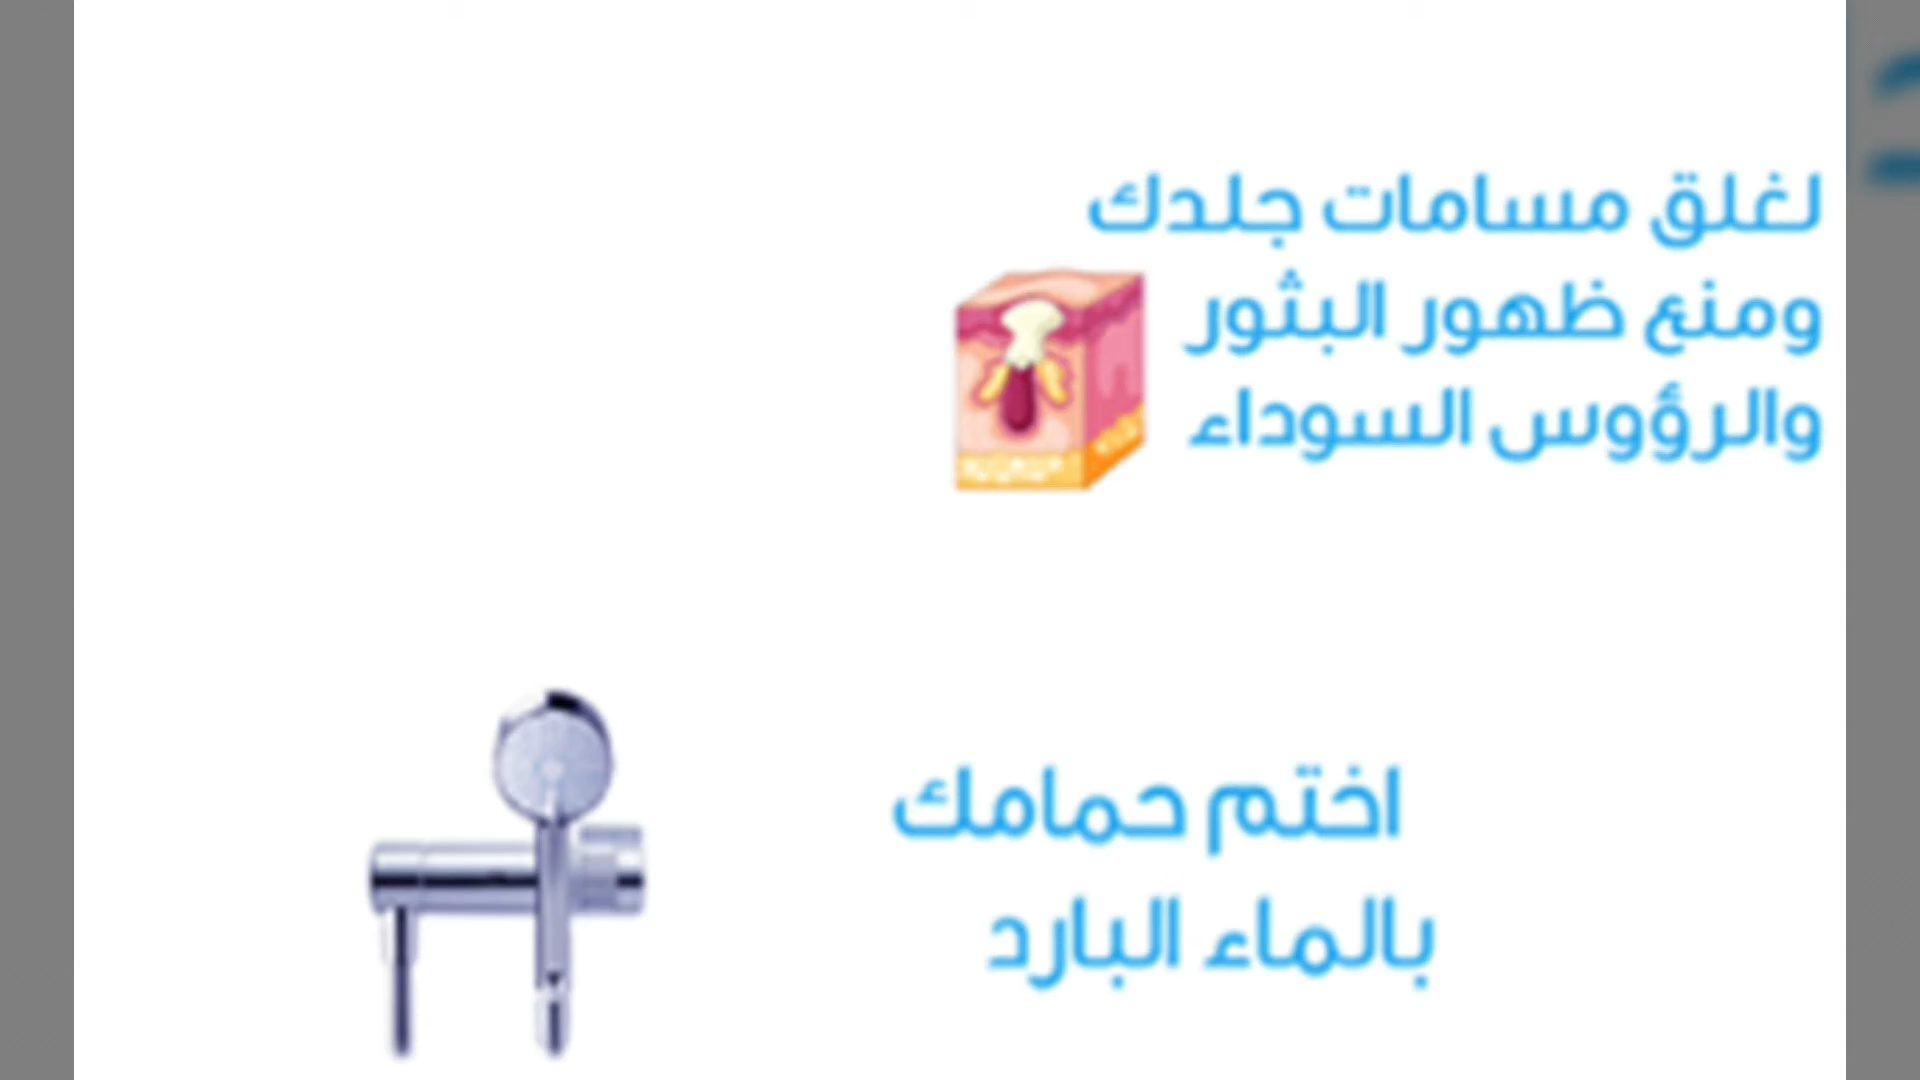 لغلق مسامات جلدك
ومنع ظهور البثور
والرؤوس السوداء
اختم حمامك
بالماء البارد